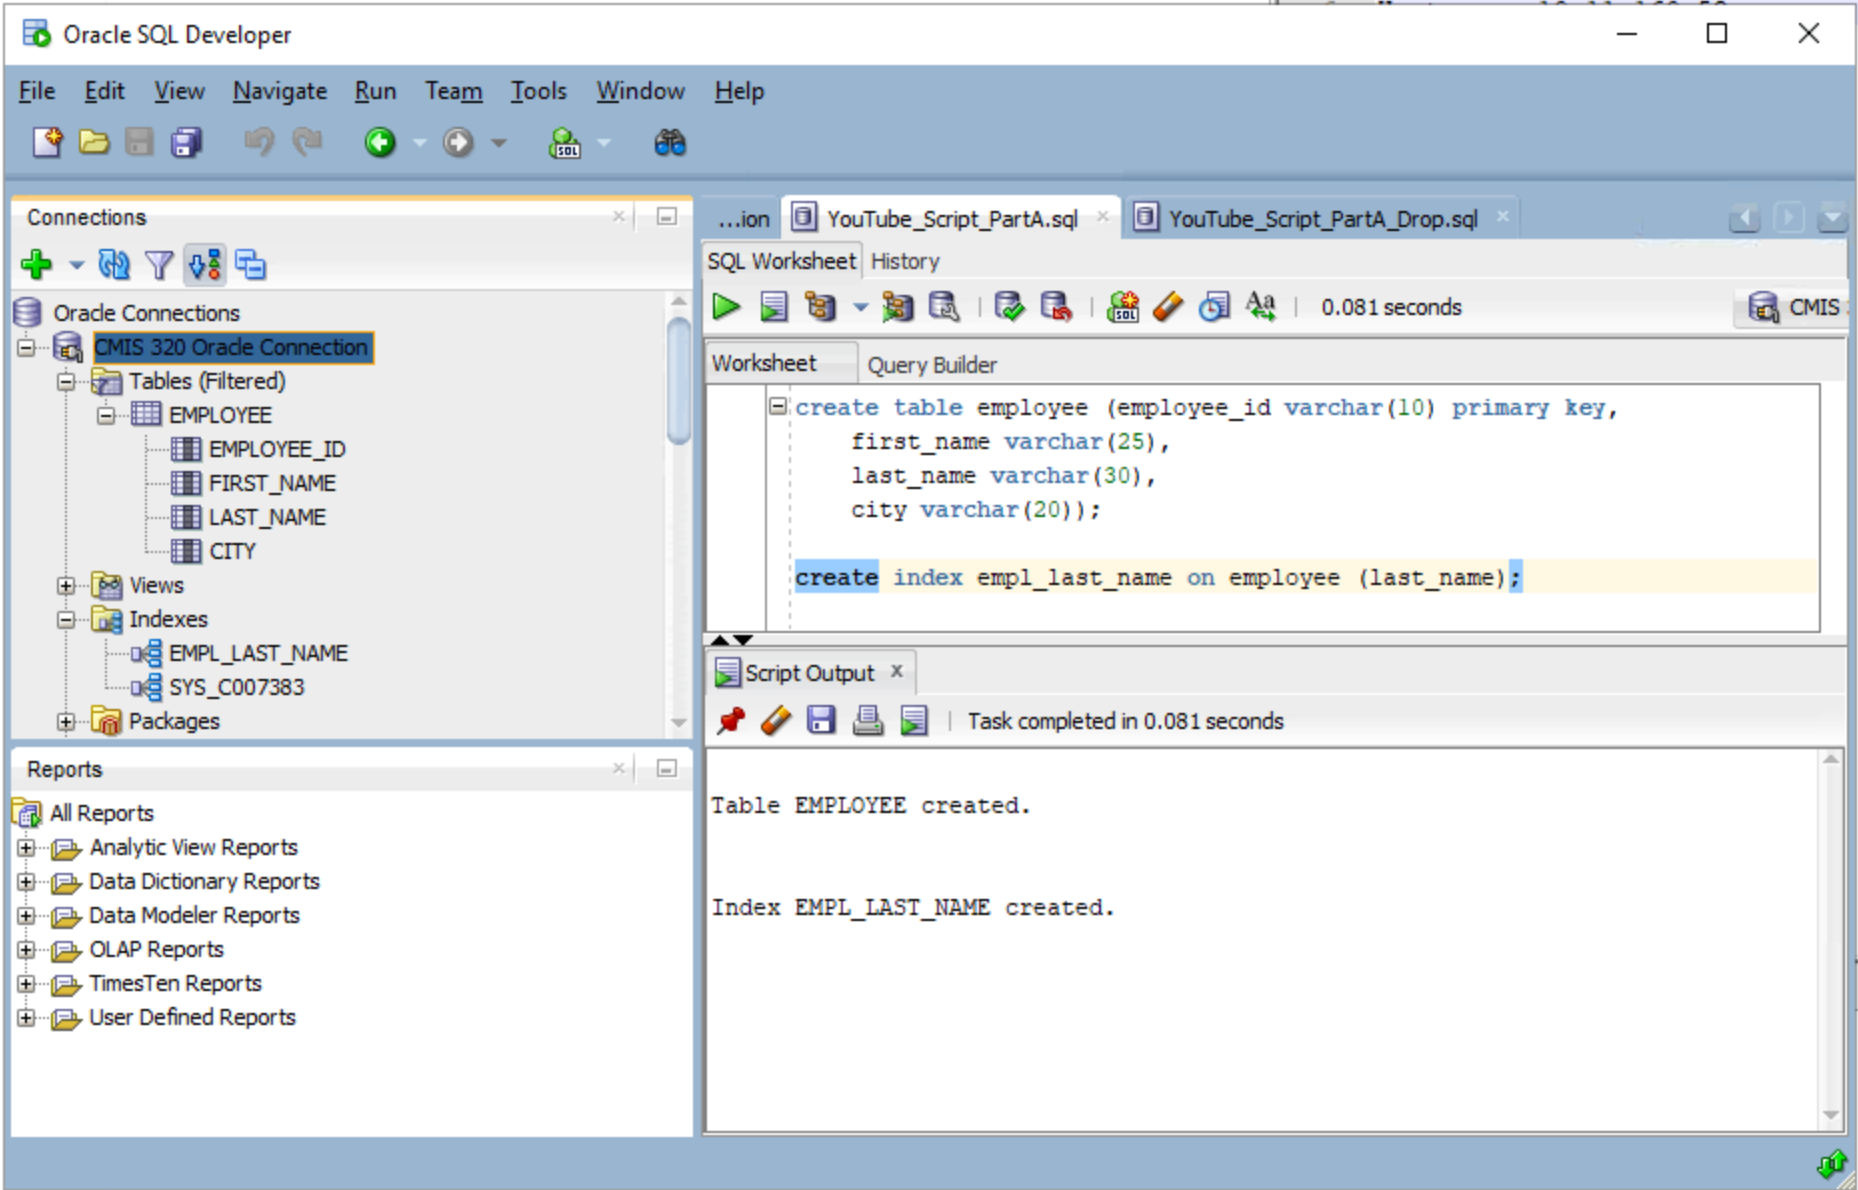 Oracle SQL Developer
File Edit View Navigate Run Team Tools Window Help
Connections
Oracle Connections
CMIS 320 Oracle Connection
Tables (Filtered)
EMPLOYEE
EMPLOYEE_ID
FIRST_NAME
LAST_NAME
CITY
Views
Indexes
EMPL_LAST_NAME
SYS_C007383
Packages
Reports
All Reports
Analytic View Reports
Data Dictionary Reports
Data Modeler Reports
OLAP Reports
TimesTen Reports
User Defined Reports
...ion YouTube_Script_PartA.sql YouTube_Script_PartA_Drop.sql
SQL Worksheet History
0.081 seconds
CMIS
Worksheet Query Builder
create table employee (employee_id varchar(10) primary key,
first_name varchar(25),
last_name varchar(30),
city varchar(20));
create index empl_last_name on employee (last_name);
Script Output x
Task completed in 0.081 seconds
Table EMPLOYEE created.
Index EMPL_LAST_NAME created.